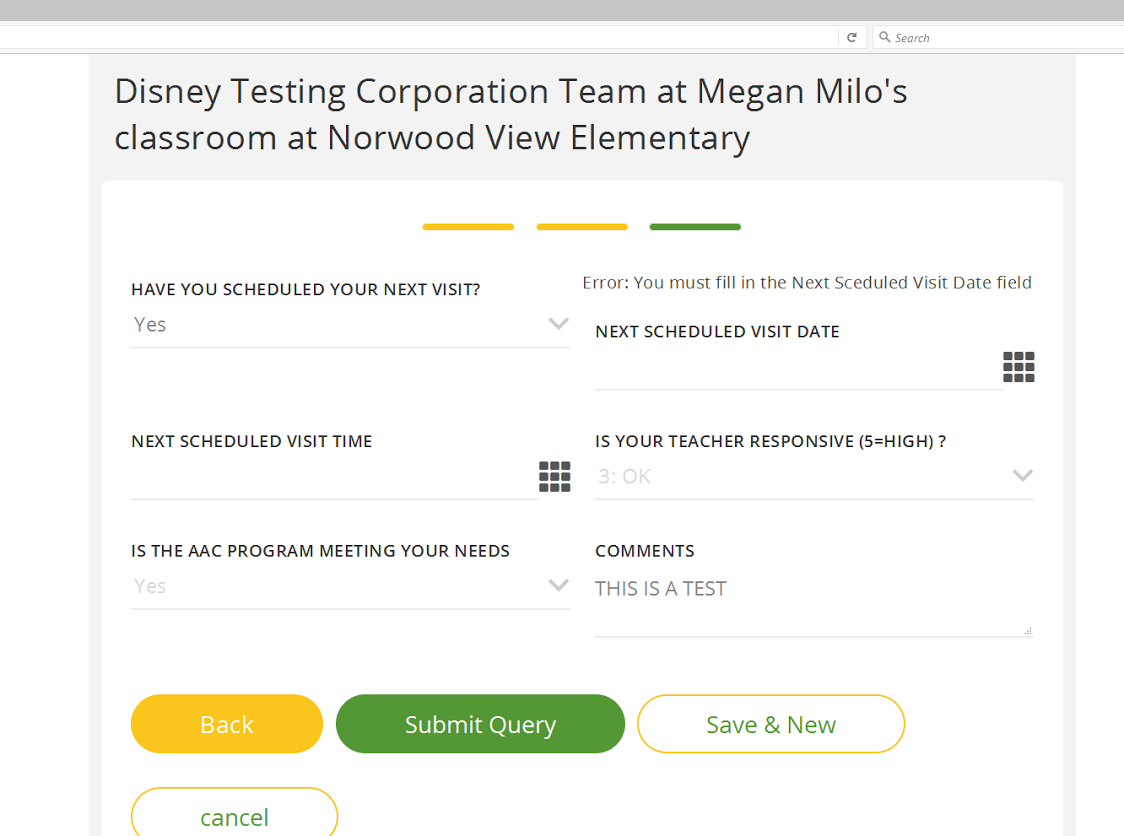 Search
Disney Testing Corporation Team at Megan Milo's
classroom at Norwood View Elementary
HAVE YOU SCHEDULED YOUR NEXT VISIT?
Yes
Error: You must fill in the Next Sceduled Visit Date field
NEXT SCHEDULED VISIT DATE
NEXT SCHEDULED VISIT TIME
IS YOUR TEACHER RESPONSIVE (5=HIGH) ?
3: OK
IS THE AAC PROGRAM MEETING YOUR NEEDS
Yes
COMMENTS
THIS IS A TEST
Back
Submit Query
Save & New
cancel